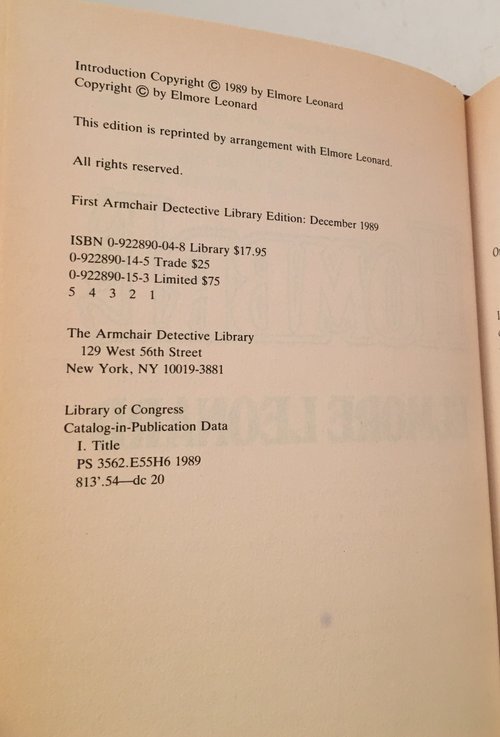 Introduction Copyright © 1989 by Elmore Leonard
Copyright © by Elmore Leonard
This edition is reprinted by arrangement with Elmore Leonard.
All rights reserved.
First Armchair Dectective Library Edition: December 1989
ISBN 0-922890-04-8 Library $17.95
0-922890-14-5 Trade $25
0-922890-15-3 Limited $75
5 4 3 2 1
The Armchair Detective Library
129 West 56th Street
New York, NY 10019-3881
Library of Congress
Catalog-in-Publication Data
I. Title
PS 3562.E55H6 1989
813'.54—dc 20